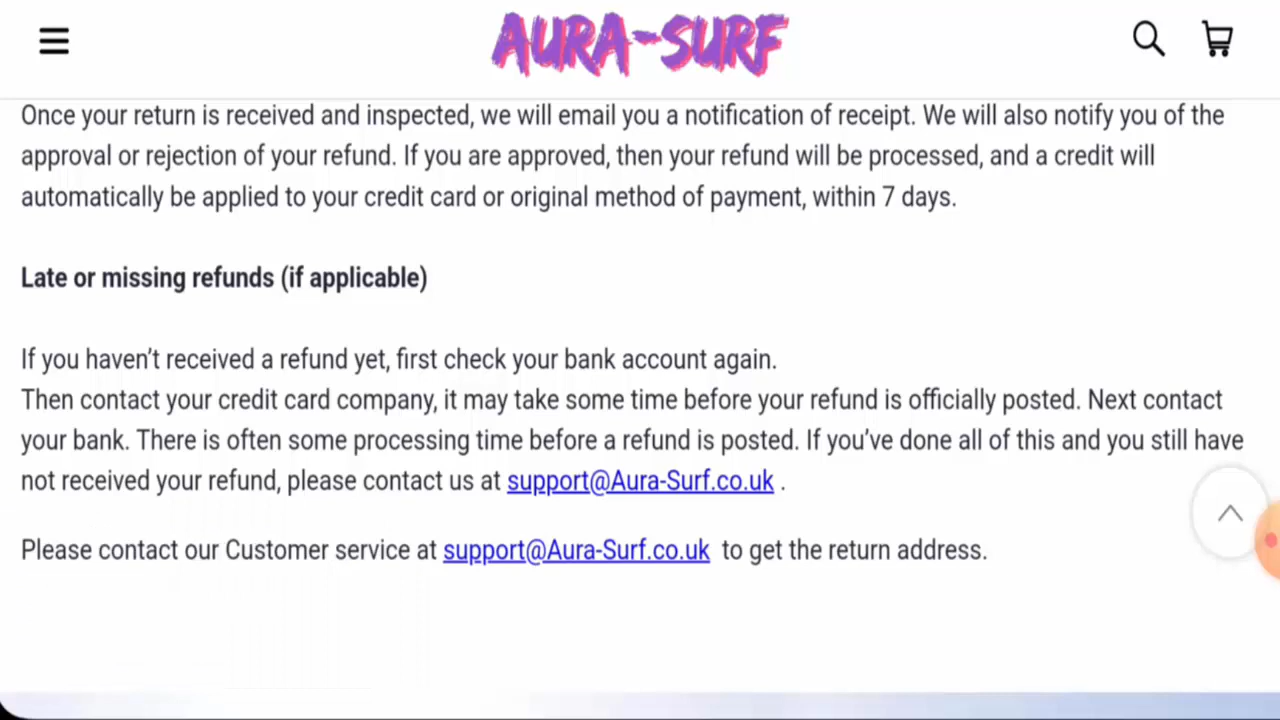 AURA-SURF
Once your return is received and inspected, we will email you a notification of receipt. We will also notify you of the
approval or rejection of your refund. If you are approved, then your refund will be processed, and a credit will
automatically be applied to your credit card or original method of payment, within 7 days.
Late or missing refunds (if applicable)
If you haven’t received a refund yet, first check your bank account again.
Then contact your credit card company, it may take some time before your refund is officially posted. Next contact
your bank. There is often some processing time before a refund is posted. If you’ve done all of this and you still have
not received your refund, please contact us at support@Aura-Surf.co.uk .
Please contact our Customer service at support@Aura-Surf.co.uk  to get the return address.